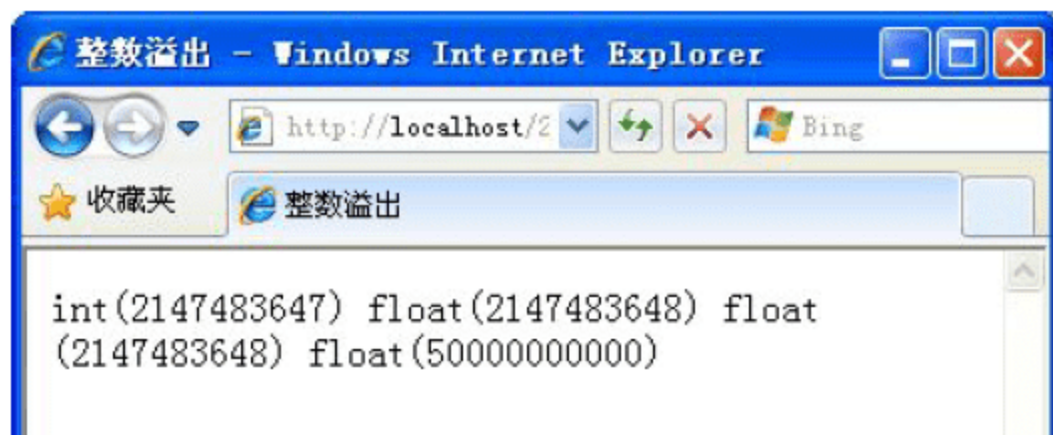 整数溢出 - Windows Internet Explorer
http://localhost/2
Bing
收藏夹
整数溢出
int(2147483647) float(2147483648) float
(2147483648) float(50000000000)